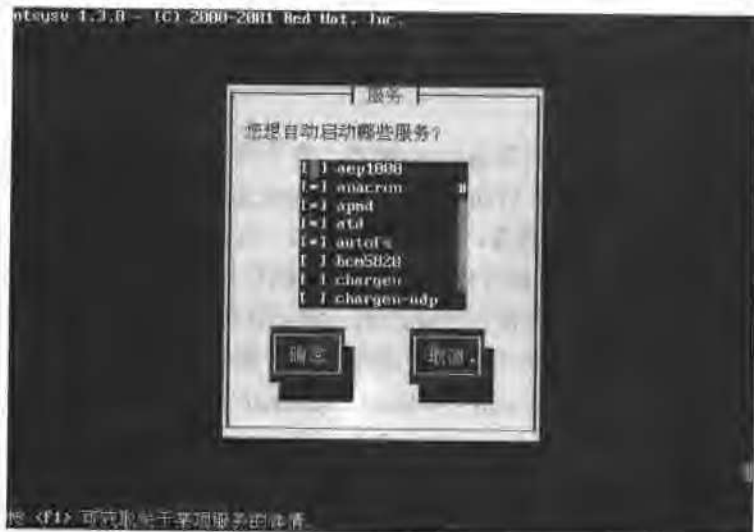 ntsysv 1.3.8 - (C) 2000-2001 Red Hat, Inc.
服务
您想自动启动哪些服务?
[ ] aep1000
[*] anacron
[*] apmd
[*] atd
[*] autofs
[ ] bcm5820
[ ] chargen
[ ] chargen-udp
确定
取消
按 <F1> 可获取关于某项服务的详情